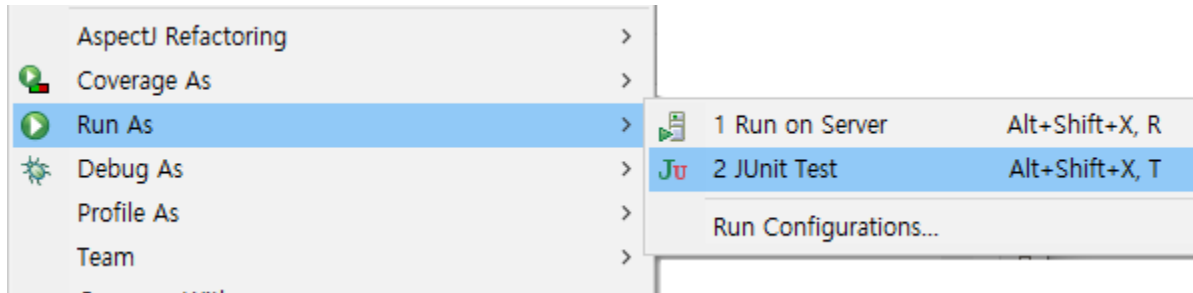 AspectJ Refactoring
Coverage As
Run As
Debug As
Profile As
Team
1 Run on Server Alt+Shift+X, R
JU 2 JUnit Test Alt+Shift+X, T
Run Configurations...